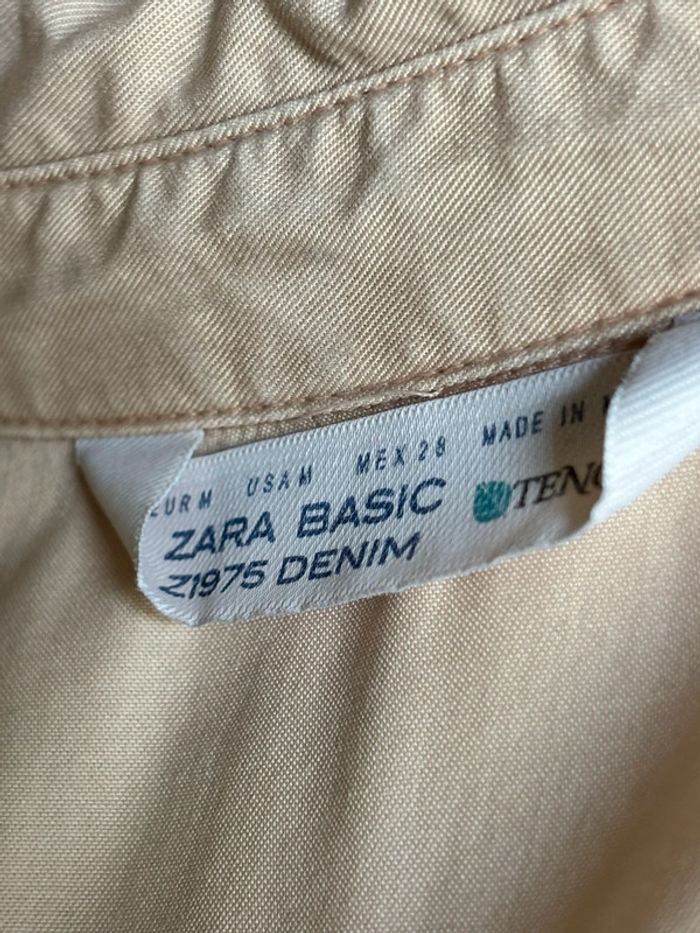 EUR M USA M MEX 28 MADE IN
ZARA BASIC
Z1975 DENIM